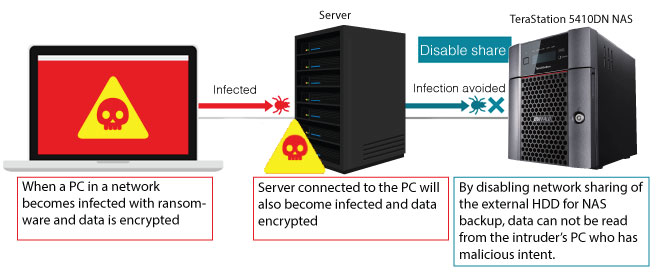 Server
TeraStation 5410DN NAS
Disable share
Infected
Infection avoided
When a PC in a network
becomes infected with ransom-
ware and data is encrypted
Server connected to the PC will
also become infected and data
encrypted
By disabling network sharing of
the external HDD for NAS
backup, data can not be read
from the intruder's PC who has
malicious intent.